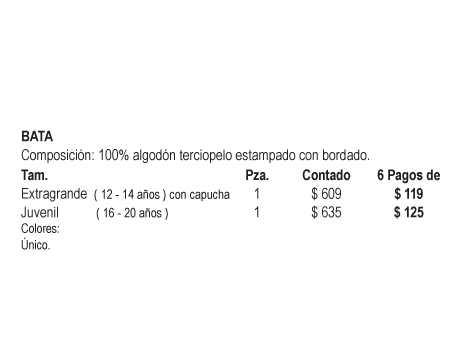 BATA
Composición: 100% algodón terciopelo estampado con bordado.
Tam. Pza. Contado 6 Pagos de
Extragrande ( 12 - 14 años ) con capucha 1 $ 609 $ 119
Juvenil ( 16 - 20 años ) 1 $ 635 $ 125
Colores:
Único.